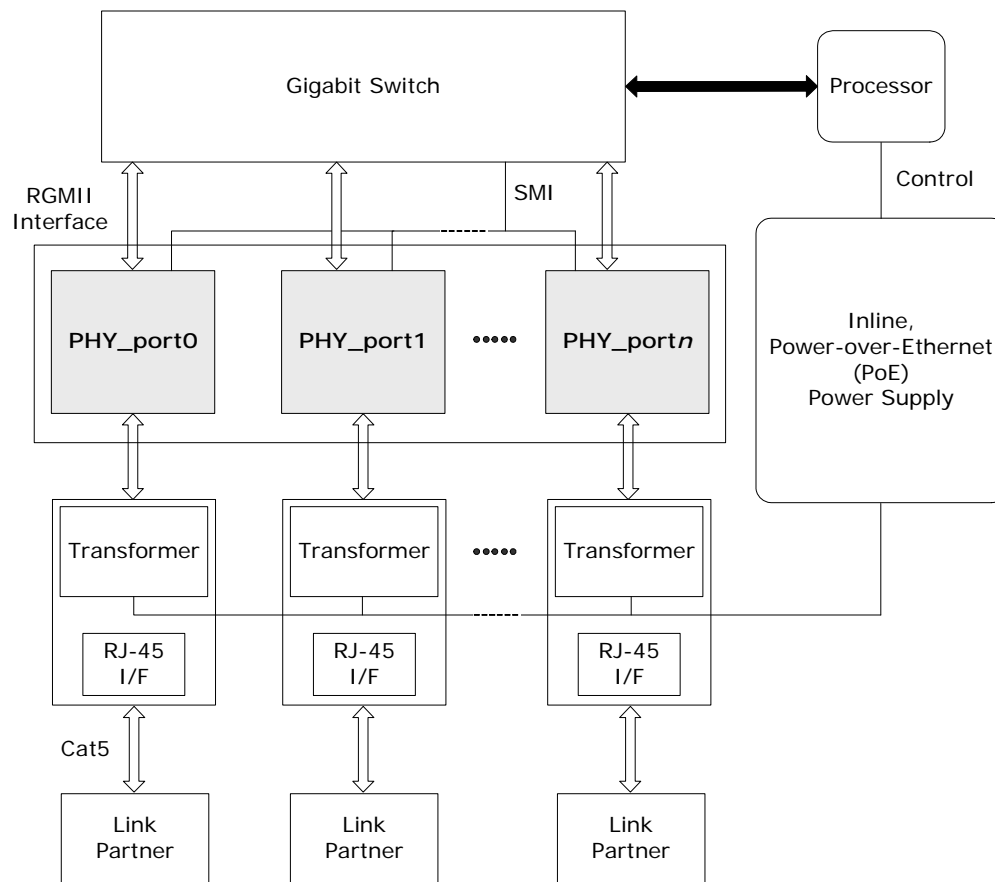 Gigabit Switch
Processor
RGMII
Interface
SMI
Control
PHY_port0
PHY_port1
PHY_portn
Inline,
Power-over-Ethernet
(PoE)
Power Supply
Transformer
Transformer
Transformer
RJ-45
I/F
RJ-45
I/F
RJ-45
I/F
Cat5
Link
Partner
Link
Partner
Link
Partner